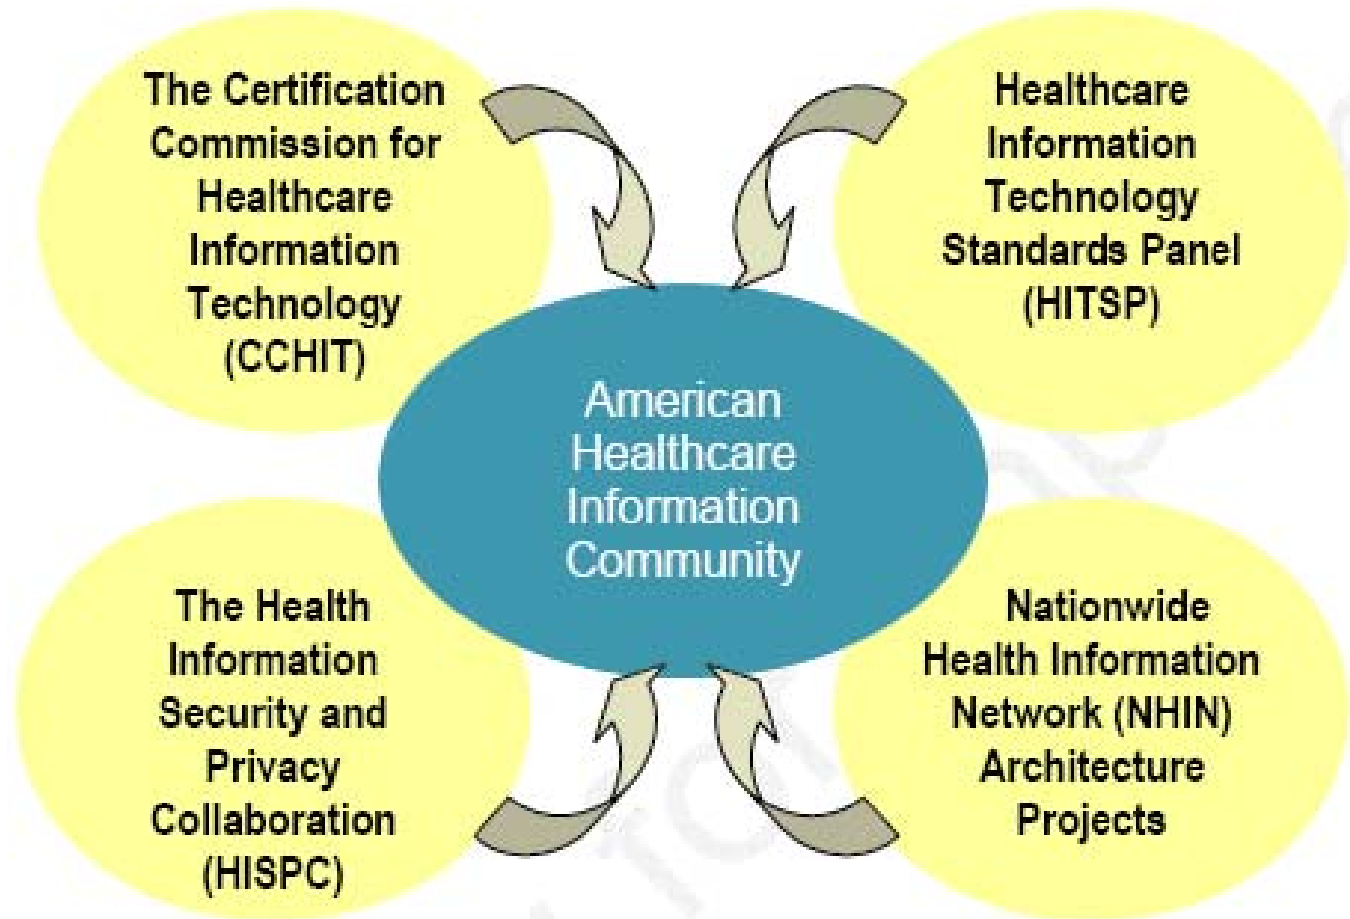 The Certification
Commission for
Healthcare
Information
Technology
(CCHIT)
Healthcare
Information
Technology
Standards Panel
(HITSP)
American
Healthcare
Information
Community
The Health
Information
Security and
Privacy
Collaboration
(HISPC)
Nationwide
Health Information
Network (NHIN)
Architecture
Projects